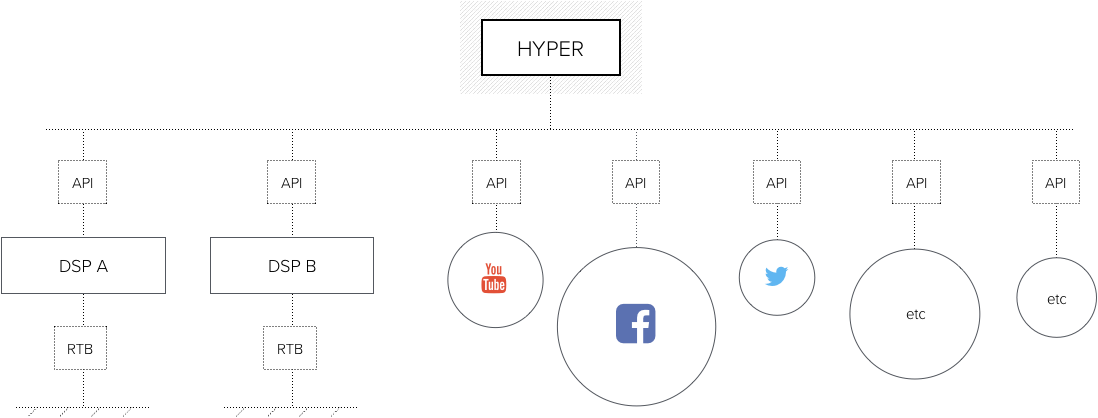 HYPER
API
API
API
API
API
API
API
DSP A
DSP B
You
Tube
f
etc
etc
RTB
RTB